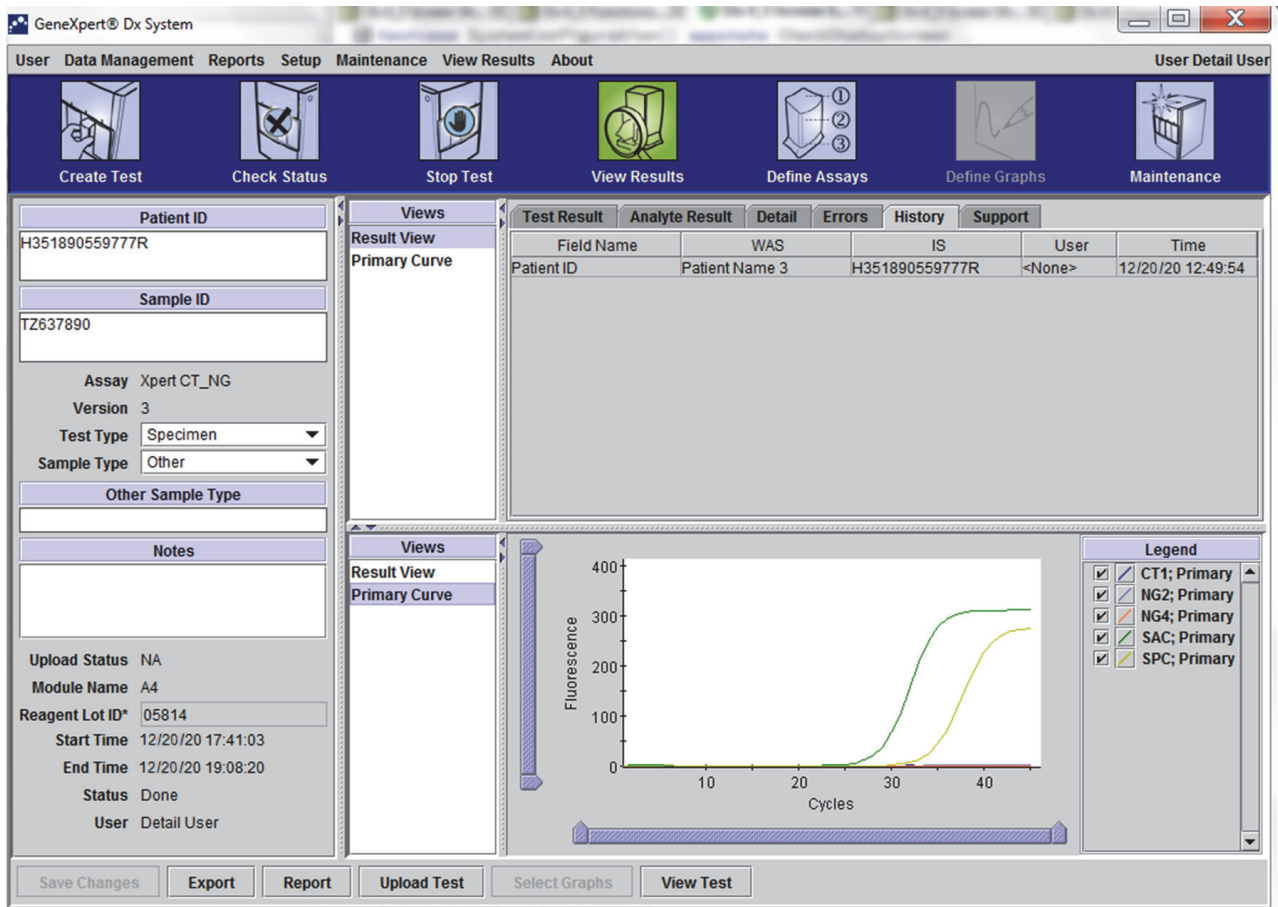 GeneXpert® Dx System
User Data Management Reports Setup Maintenance View Results About User Detail User
Create Test Check Status Stop Test View Results Define Assays Define Graphs Maintenance
① ② ③
Patient ID
H351890559777R
Sample ID
TZ637890
Assay Xpert CT_NG
Version 3
Test Type Specimen
Sample Type Other
Other Sample Type
Notes
Upload Status NA
Module Name A4
Reagent Lot ID* 05814
Start Time 12/20/20 17:41:03
End Time 12/20/20 19:08:20
Status Done
User Detail User
Views
Result View
Primary Curve
Test Result Analyte Result Detail Errors History Support
Field Name WAS IS User Time
Patient ID Patient Name 3 H351890559777R <None> 12/20/20 12:49:54
Views
Result View
Primary Curve
400
300
200
100
0
Fluorescence
10 20 30 40
Cycles
Legend
CT1; Primary
NG2; Primary
NG4; Primary
SAC; Primary
SPC; Primary
Save Changes Export Report Upload Test Select Graphs View Test